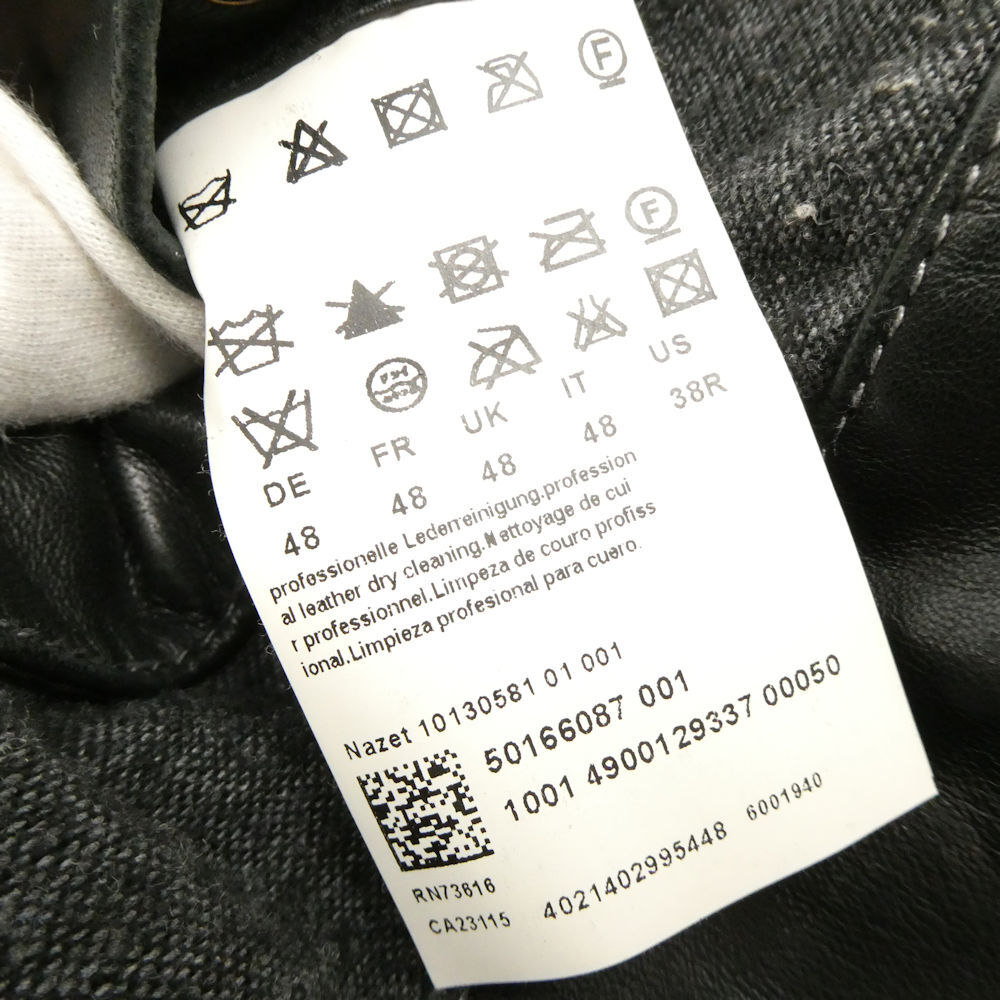 F
F
DE FR UK IT US
48 48 48 48 38R
professionelle Lederreinigung.profession
al leather dry cleaning.Nettoyage de cui
r professionnel.Limpeza de couro profiss
ional.Limpieza profesional para cuero.
Nazet 10130581 01 001
50166087 001
1001 4900129337 00050
RN73616
CA23115 4021402995448 6001940